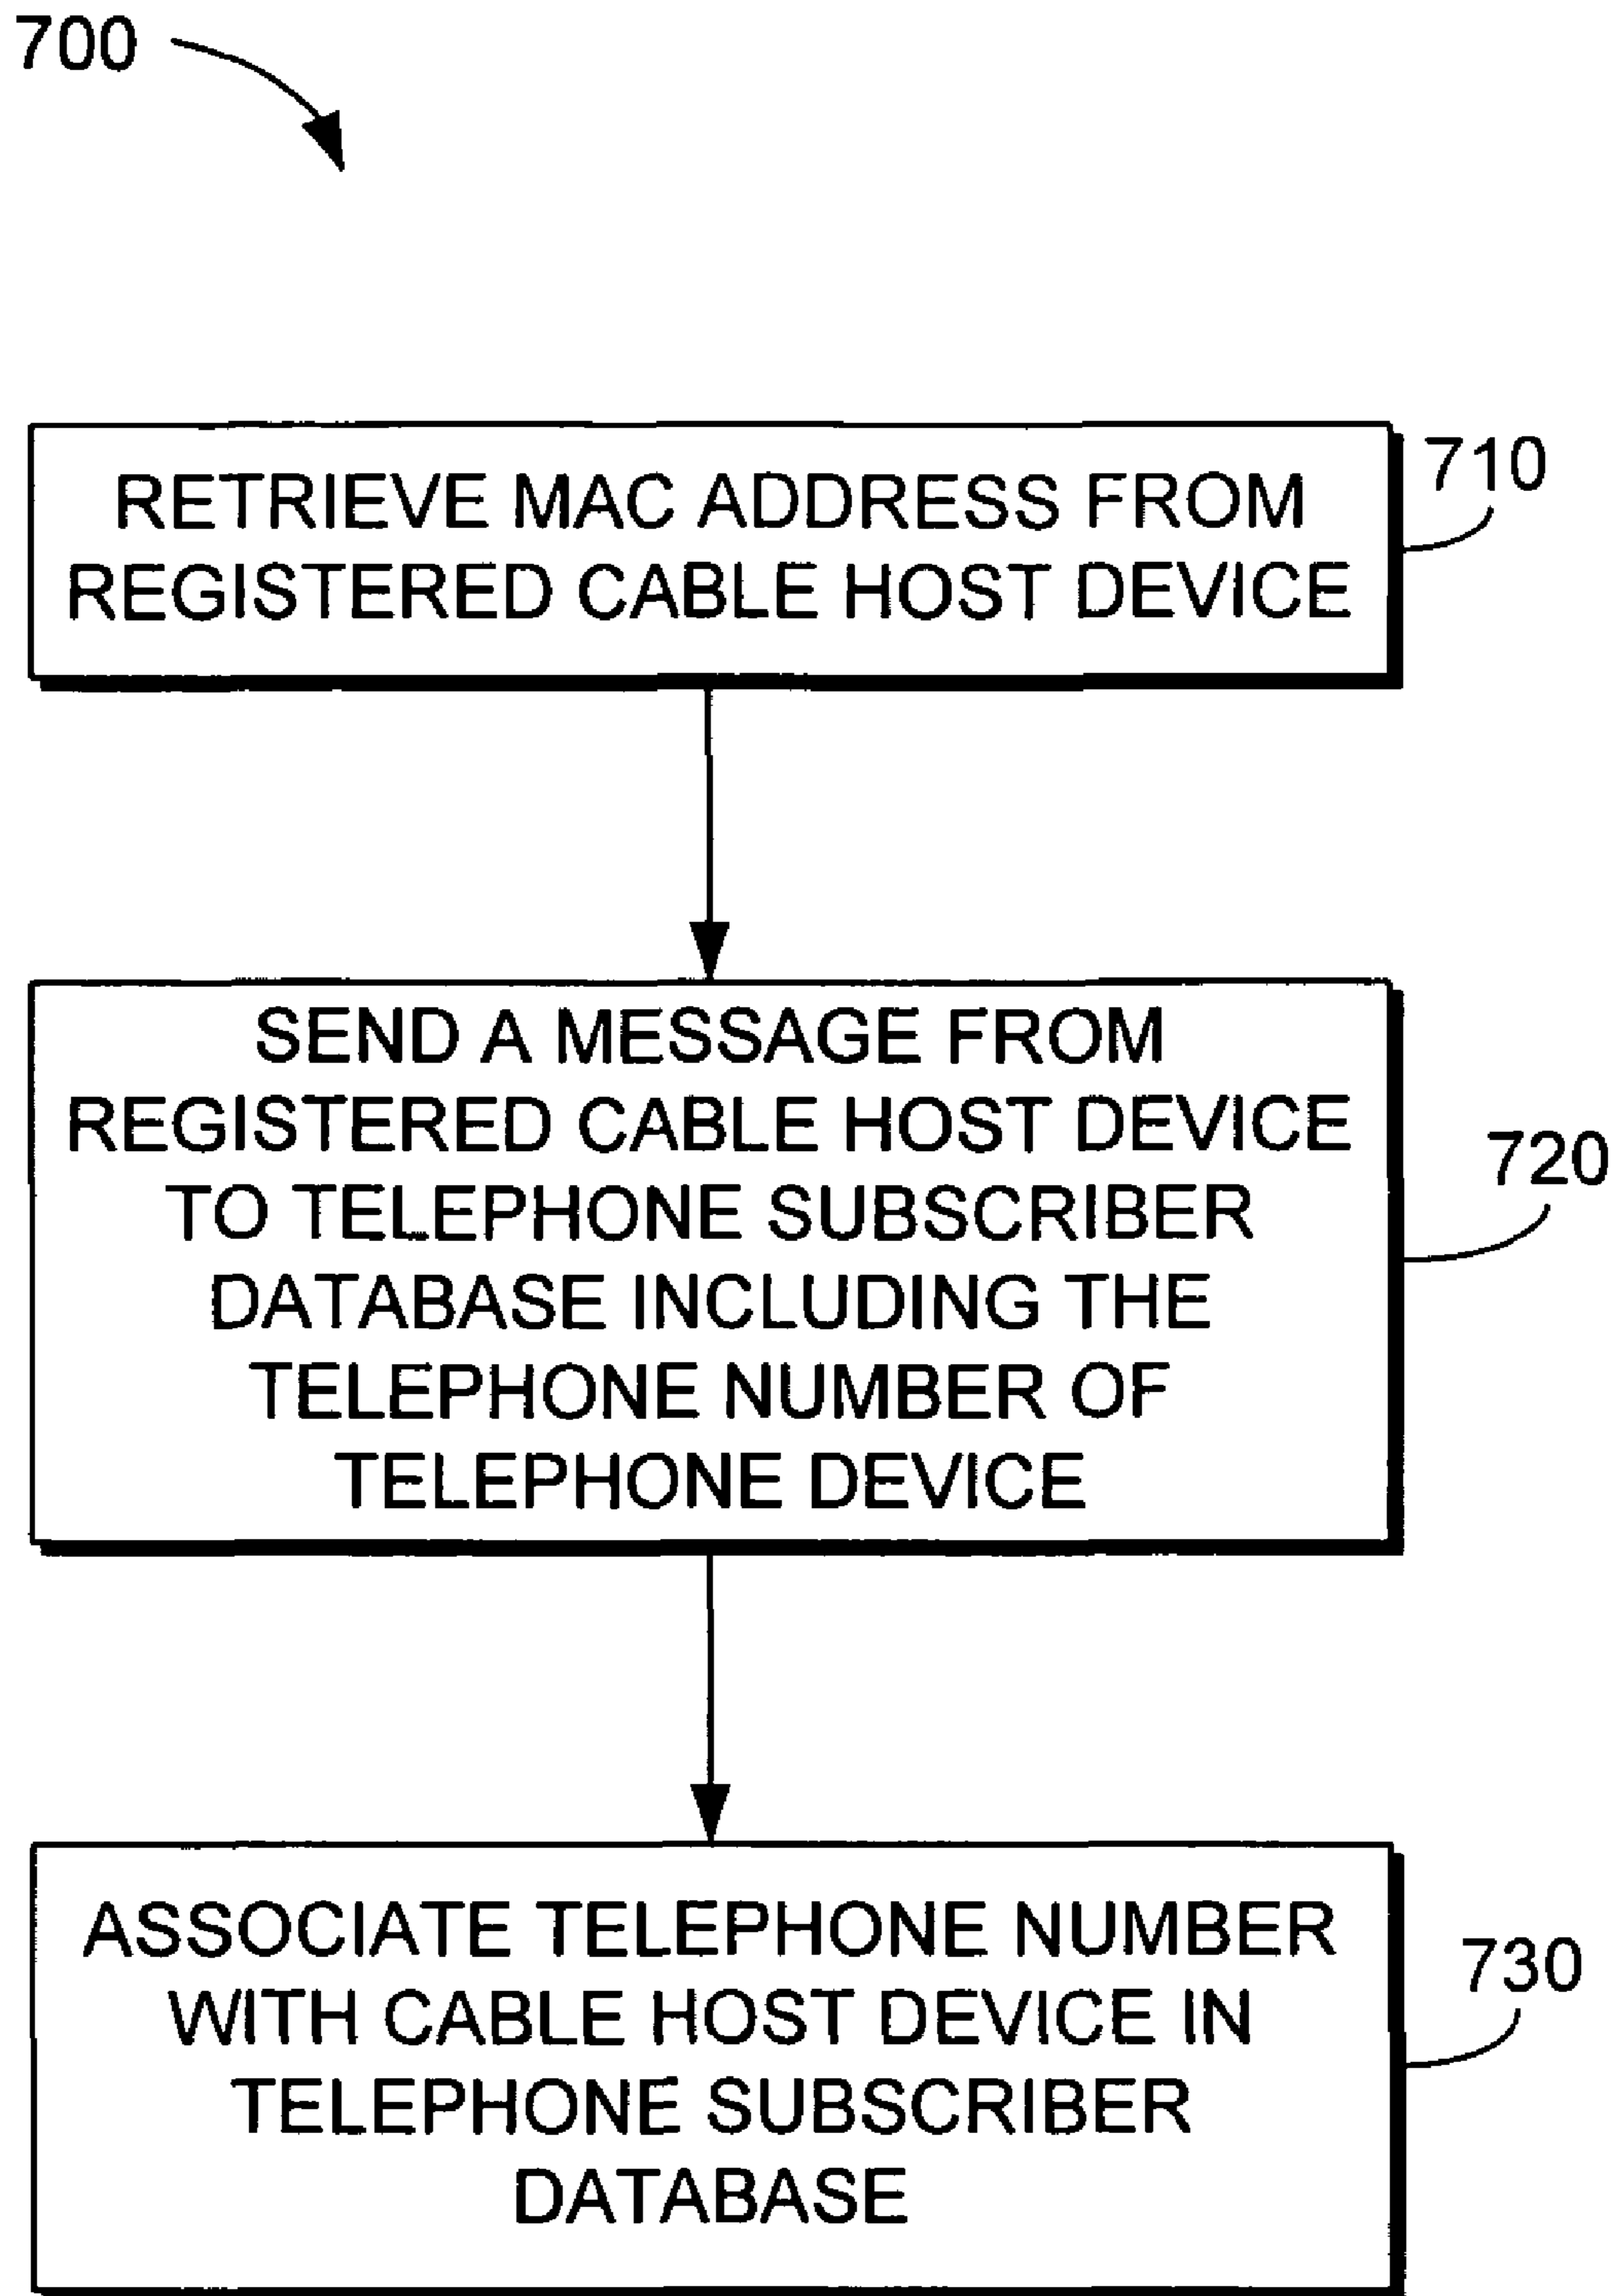 700
RETRIEVE MAC ADDRESS FROM
REGISTERED CABLE HOST DEVICE
710
SEND A MESSAGE FROM
REGISTERED CABLE HOST DEVICE
TO TELEPHONE SUBSCRIBER
DATABASE INCLUDING THE
TELEPHONE NUMBER OF
TELEPHONE DEVICE
720
ASSOCIATE TELEPHONE NUMBER
WITH CABLE HOST DEVICE IN
TELEPHONE SUBSCRIBER
DATABASE
730